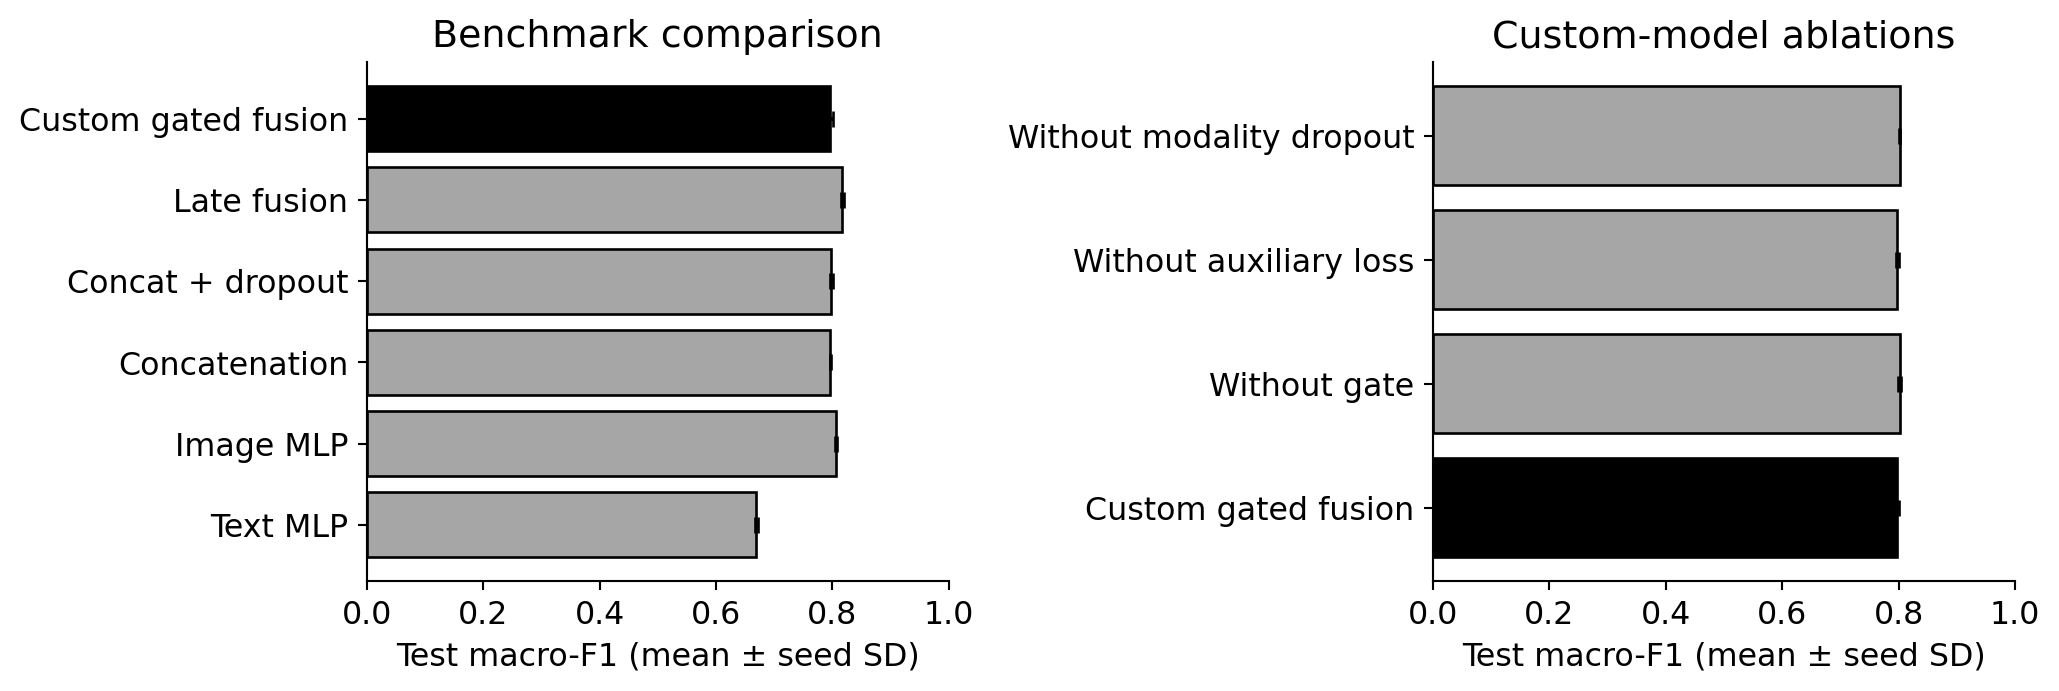 Benchmark comparison
Custom gated fusion
Late fusion
Concat + dropout
Concatenation
Image MLP
Text MLP
0.0 0.2 0.4 0.6 0.8 1.0
Test macro-F1 (mean ± seed SD)
Custom-model ablations
Without modality dropout
Without auxiliary loss
Without gate
Custom gated fusion
0.0 0.2 0.4 0.6 0.8 1.0
Test macro-F1 (mean ± seed SD)